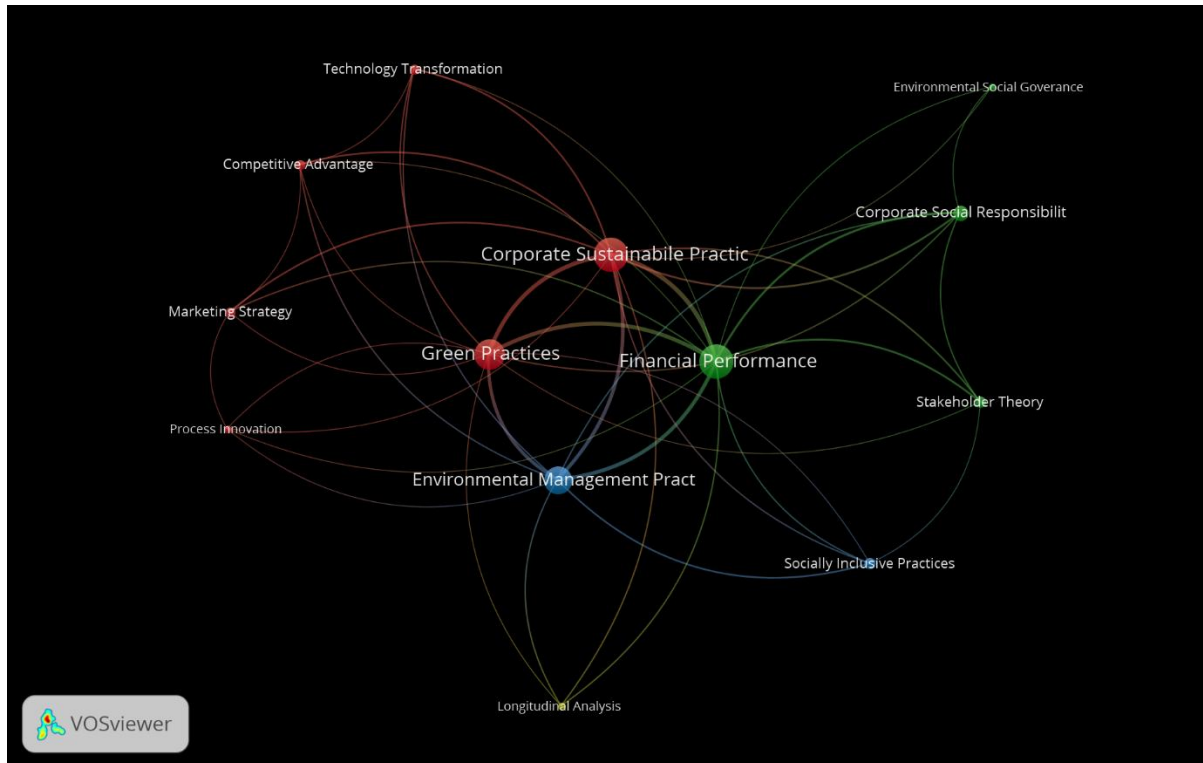 Technology Transformation
Environmental Social Goverance
Competitive Advantage
Corporate Social Responsibilit
Corporate Sustainabile Practic
Marketing Strategy
Green Practices
Financial Performance
Stakeholder Theory
Process Innovation
Environmental Management Pract
Socially Inclusive Practices
Longitudinal Analysis
VOSviewer